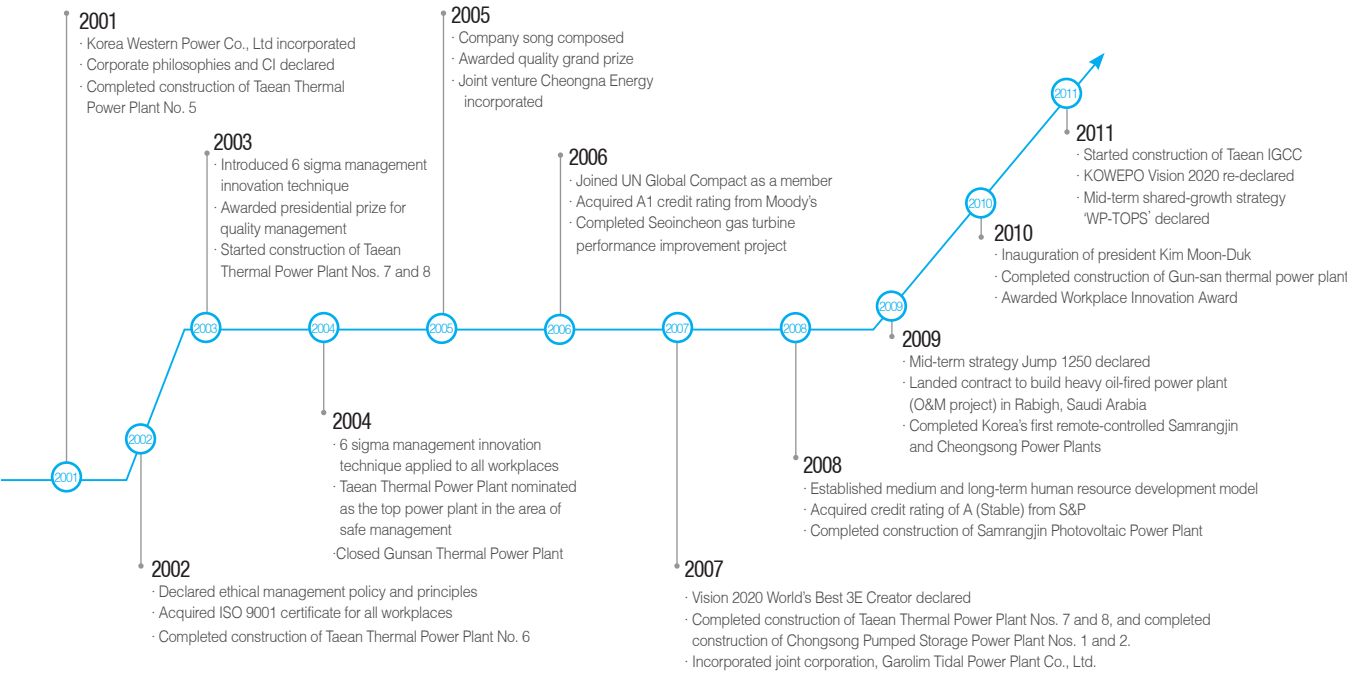 2001
· Korea Western Power Co., Ltd incorporated
· Corporate philosophies and CI declared
· Completed construction of Taean Thermal
Power Plant No. 5
2003
· Introduced 6 sigma management
innovation technique
· Awarded presidential prize for
quality management
· Started construction of Taean
Thermal Power Plant Nos. 7 and 8
2005
· Company song composed
· Awarded quality grand prize
· Joint venture Cheongna Energy
incorporated
2006
· Joined UN Global Compact as a member
· Acquired A1 credit rating from Moody's
· Completed Seoincheon gas turbine
performance improvement project
2011
2011
· Started construction of Taean IGCC
· KOWEPO Vision 2020 re-declared
· Mid-term shared-growth strategy
‘WP-TOPS’ declared
2010
2010
· Inauguration of president Kim Moon-Duk
· Completed construction of Gun-san thermal power plant
· Awarded Workplace Innovation Award
2001
2002
2003
2004
2005
2006
2007
2008
2009
2009
· Mid-term strategy Jump 1250 declared
· Landed contract to build heavy oil-fired power plant
(O&M project) in Rabigh, Saudi Arabia
· Completed Korea's first remote-controlled Samrangjin
and Cheongsong Power Plants
2004
· 6 sigma management innovation
technique applied to all workplaces
· Taean Thermal Power Plant nominated
as the top power plant in the area of
safe management
·Closed Gunsan Thermal Power Plant
2008
· Established medium and long-term human resource development model
· Acquired credit rating of A (Stable) from S&P
· Completed construction of Samrangjin Photovoltaic Power Plant
2002
· Declared ethical management policy and principles
· Acquired ISO 9001 certificate for all workplaces
· Completed construction of Taean Thermal Power Plant No. 6
2007
· Vision 2020 World's Best 3E Creator declared
· Completed construction of Taean Thermal Power Plant Nos. 7 and 8, and completed
construction of Chongsong Pumped Storage Power Plant Nos. 1 and 2.
· Incorporated joint corporation, Garolim Tidal Power Plant Co., Ltd.